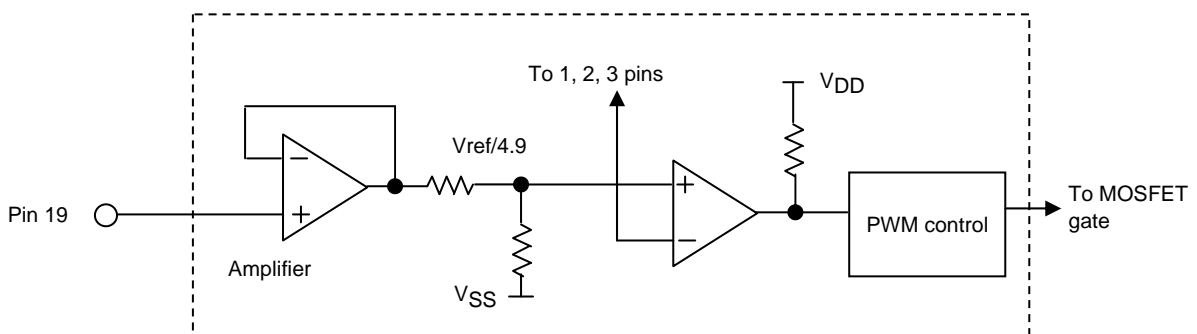 To 1, 2, 3 pins
VDD
Vref/4.9
−
+
+
−
Pin 19
PWM control
To MOSFET
gate
Amplifier
VSS